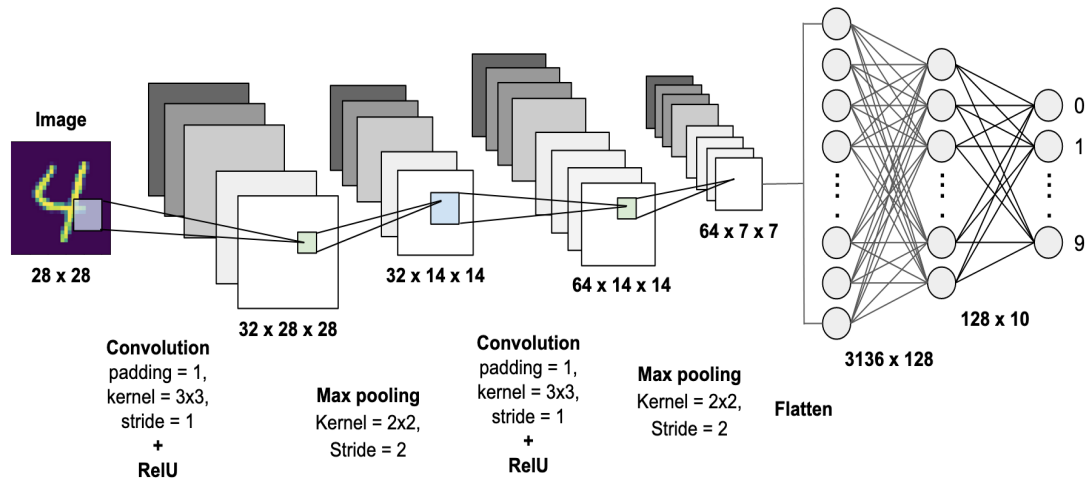 Image
28 x 28
32 x 28 x 28
32 x 14 x 14
64 x 14 x 14
64 x 7 x 7
3136 x 128
128 x 10
0
1
9
Convolution
padding = 1,
kernel = 3x3,
stride = 1
+
RelU
Max pooling
Kernel = 2x2,
Stride = 2
Convolution
padding = 1,
kernel = 3x3,
stride = 1
+
RelU
Max pooling
Kernel = 2x2,
Stride = 2
Flatten